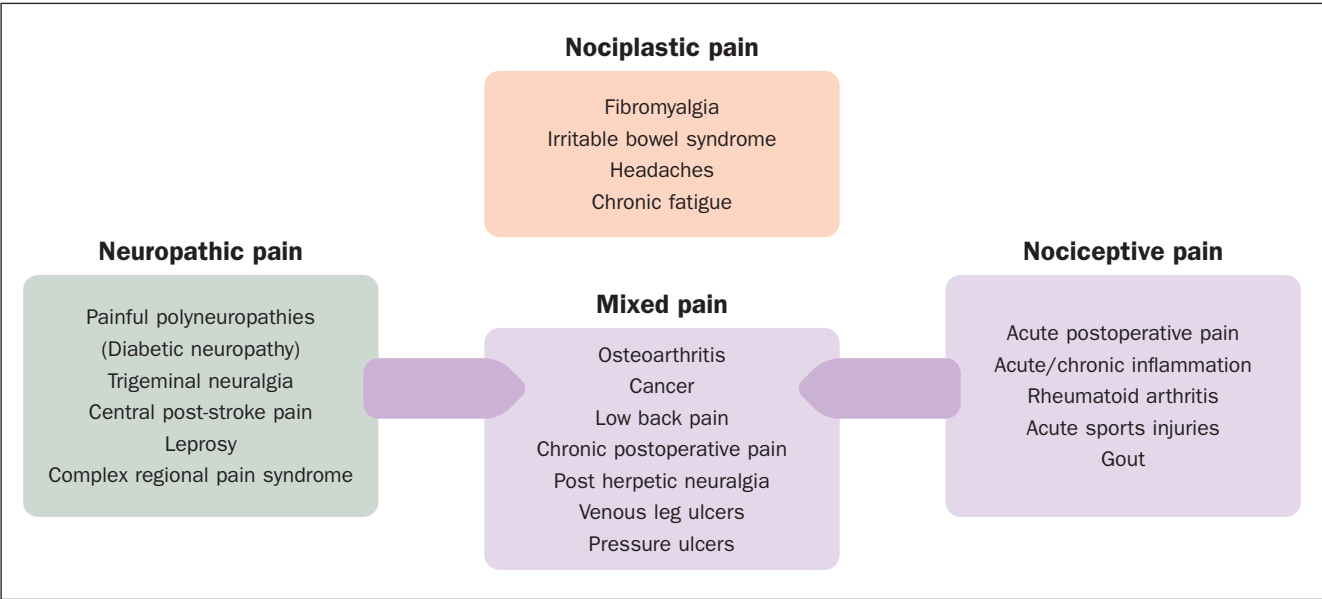 Nociplastic pain
Fibromyalgia
Irritable bowel syndrome
Headaches
Chronic fatigue
Neuropathic pain
Painful polyneuropathies
(Diabetic neuropathy)
Trigeminal neuralgia
Central post-stroke pain
Leprosy
Complex regional pain syndrome
Mixed pain
Osteoarthritis
Cancer
Low back pain
Chronic postoperative pain
Post herpetic neuralgia
Venous leg ulcers
Pressure ulcers
Nociceptive pain
Acute postoperative pain
Acute/chronic inflammation
Rheumatoid arthritis
Acute sports injuries
Gout